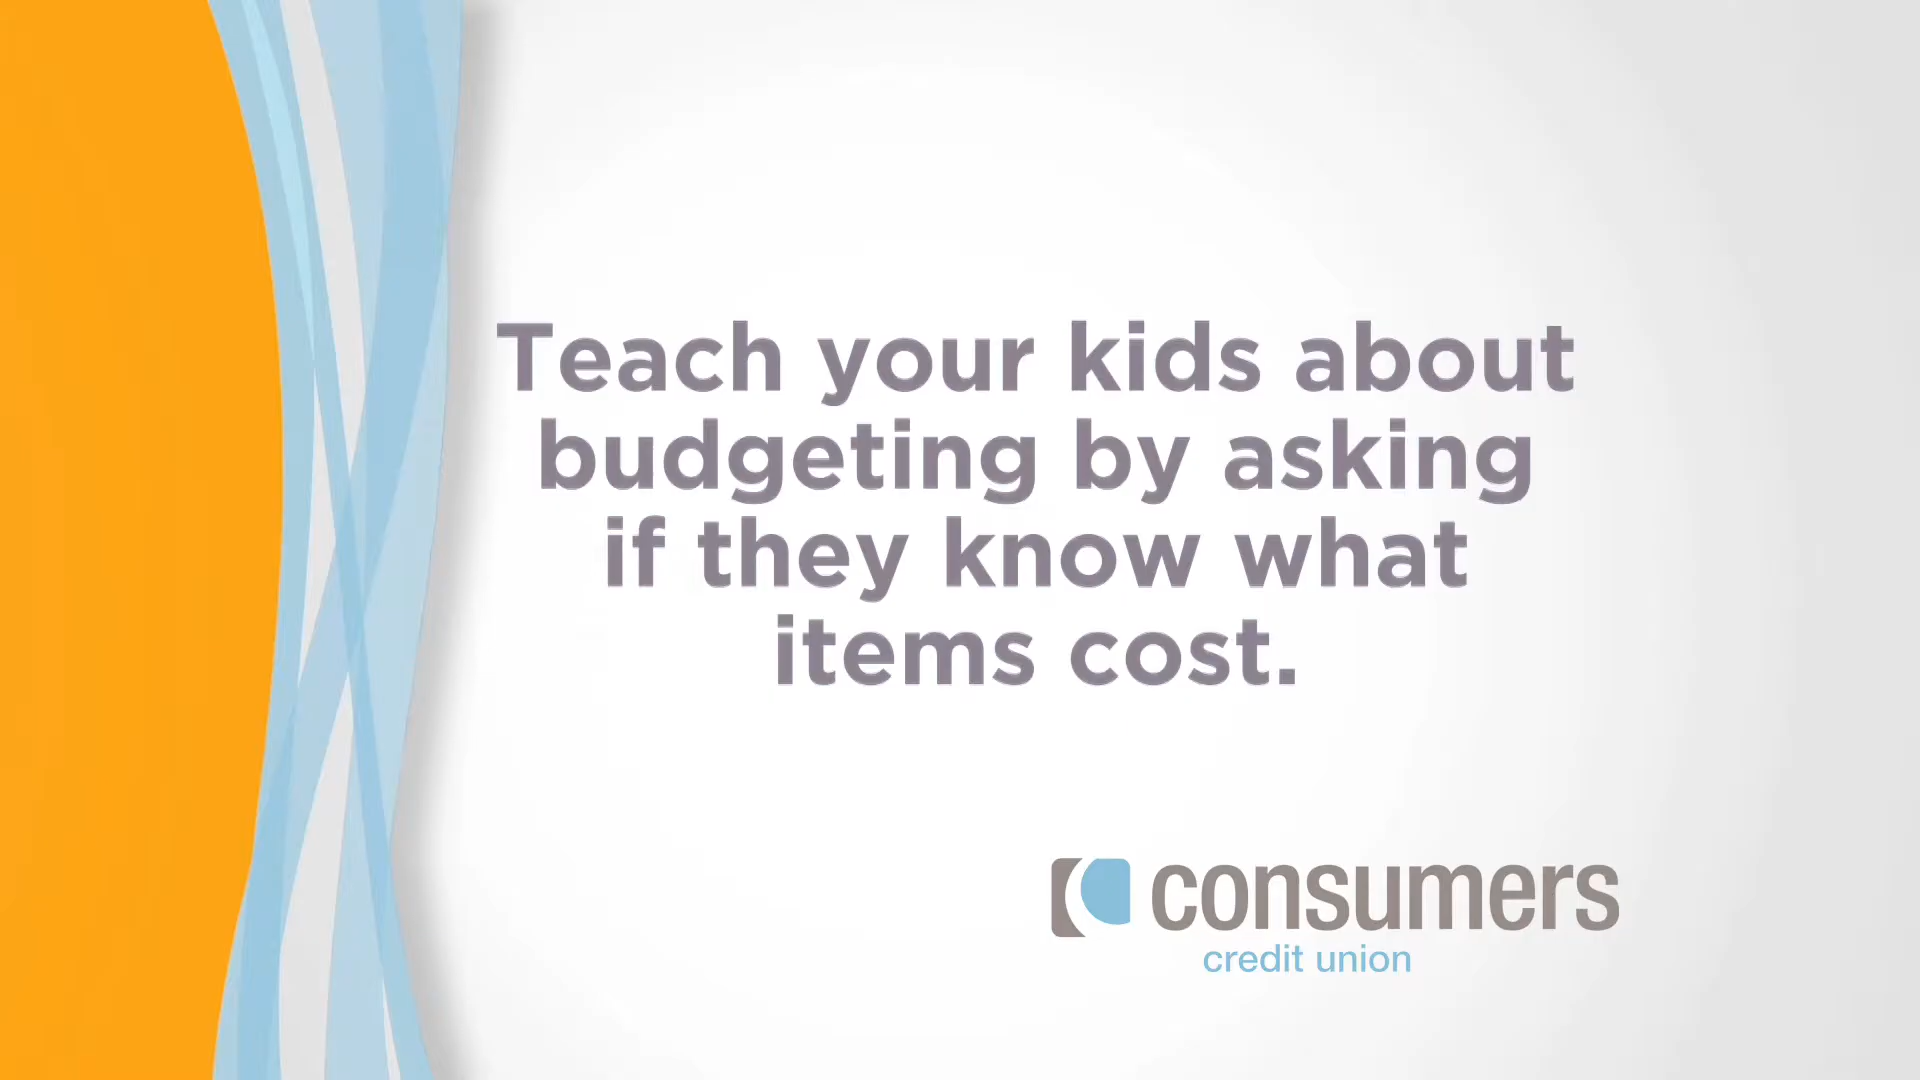 Teach your kids about
budgeting by asking
if they know what
items cost.
consumers
credit union